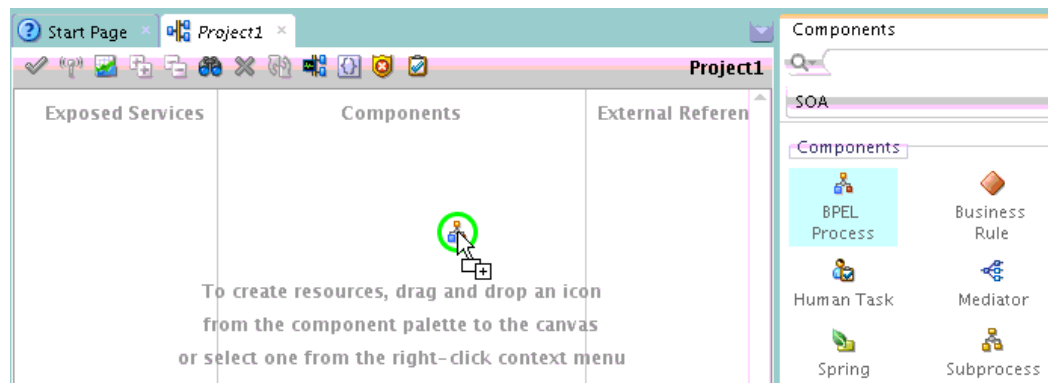 Start Page
Project1
Project1
Exposed Services
Components
External Referen
To create resources, drag and drop an icon
from the component palette to the canvas
or select one from the right-click context menu
Components
SOA
Components
BPEL
Process
Business
Rule
Human Task
Mediator
Spring
Subprocess